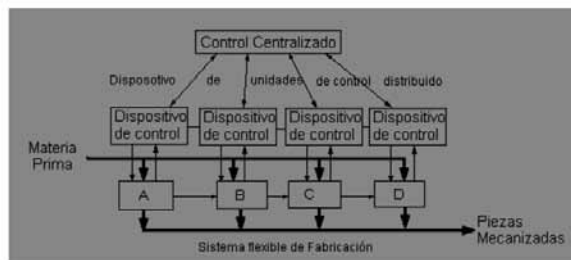 Control Centralizado
Disposotivo de unidades de control distribuido
Dispositivo de control
Dispositivo de control
Dispositivo de control
Dispositivo de control
Materia Prima
A B C D
Piezas Mecanizadas
Sistema flexible de Fabricación